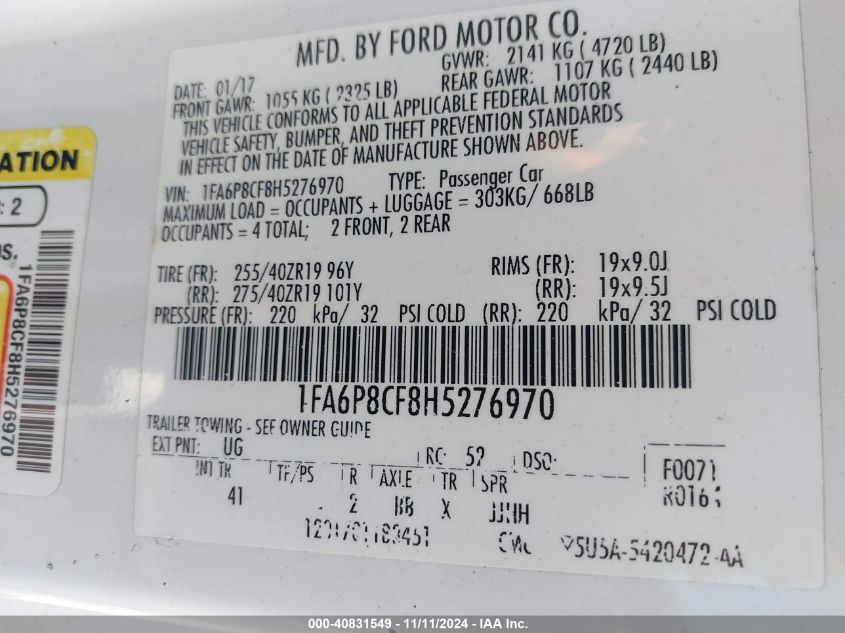 MFD. BY FORD MOTOR CO.
DATE: 01/17 GVWR: 2141 KG ( 4720 LB)
FRONT GAWR: 1055 KG ( 2325 LB) REAR GAWR: 1107 KG ( 2440 LB)
THIS VEHICLE CONFORMS TO ALL APPLICABLE FEDERAL MOTOR
VEHICLE SAFETY, BUMPER, AND THEFT PREVENTION STANDARDS
IN EFFECT ON THE DATE OF MANUFACTURE SHOWN ABOVE.
VIN: 1FA6P8CF8H5276970 TYPE: Passenger Car
MAXIMUM LOAD = OCCUPANTS + LUGGAGE = 303KG/ 668LB
OCCUPANTS = 4 TOTAL; 2 FRONT, 2 REAR
TIRE (FR): 255/40ZR19 96Y RIMS (FR): 19x9.0J
(RR): 275/40ZR19 101Y (RR): 19x9.5J
PRESSURE (FR): 220 kPa/ 32 PSI COLD (RR): 220 kPa/ 32 PSI COLD
1FA6P8CF8H5276970
TRAILER TOWING - SEE OWNER GUIDE
EXT PNT: UG RC: 52 DSO: F0071
INT TR TP/PS R AXLE TR SPR
41 2 BB X
ATION
: 2
1FA6P8CF8H5276970
000-40831549 - 11/11/2024 - IAA Inc.